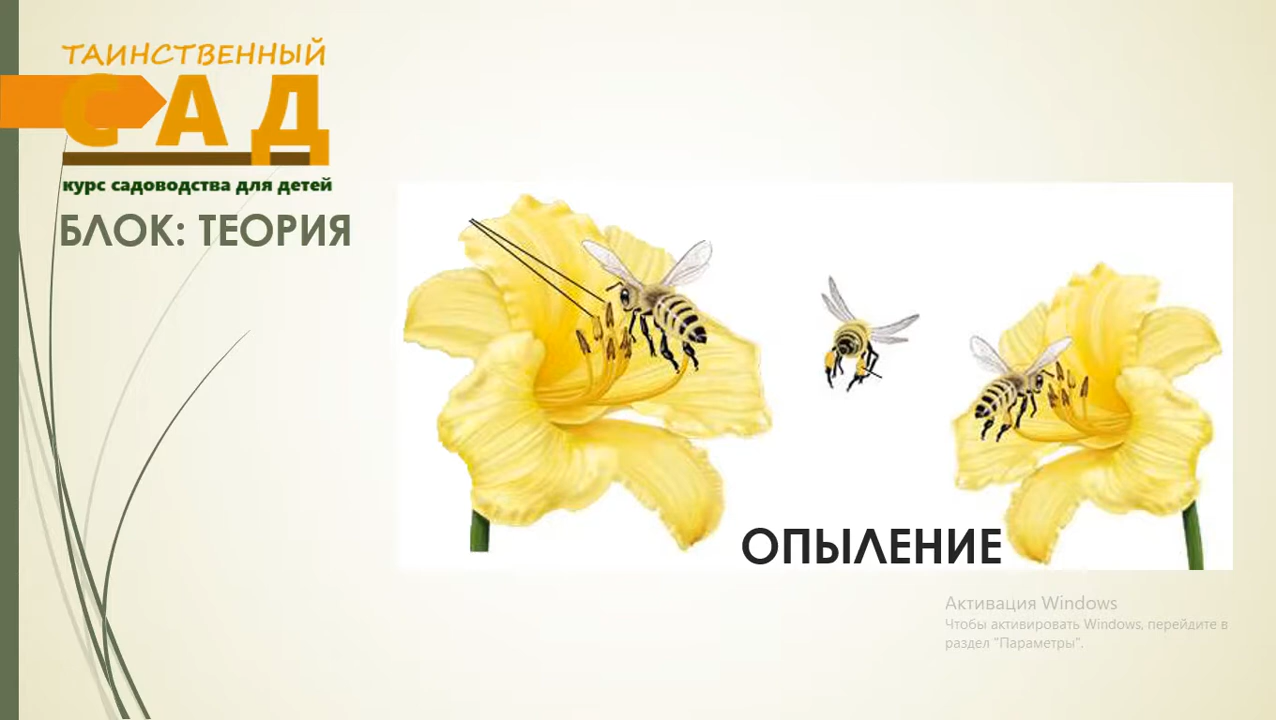 ТАИНСТВЕННЫЙ
САД
курс садоводства для детей
БЛОК: ТЕОРИЯ
ОПЫЛЕНИЕ
Активация Windows
Чтобы активировать Windows, перейдите в
раздел "Параметры".